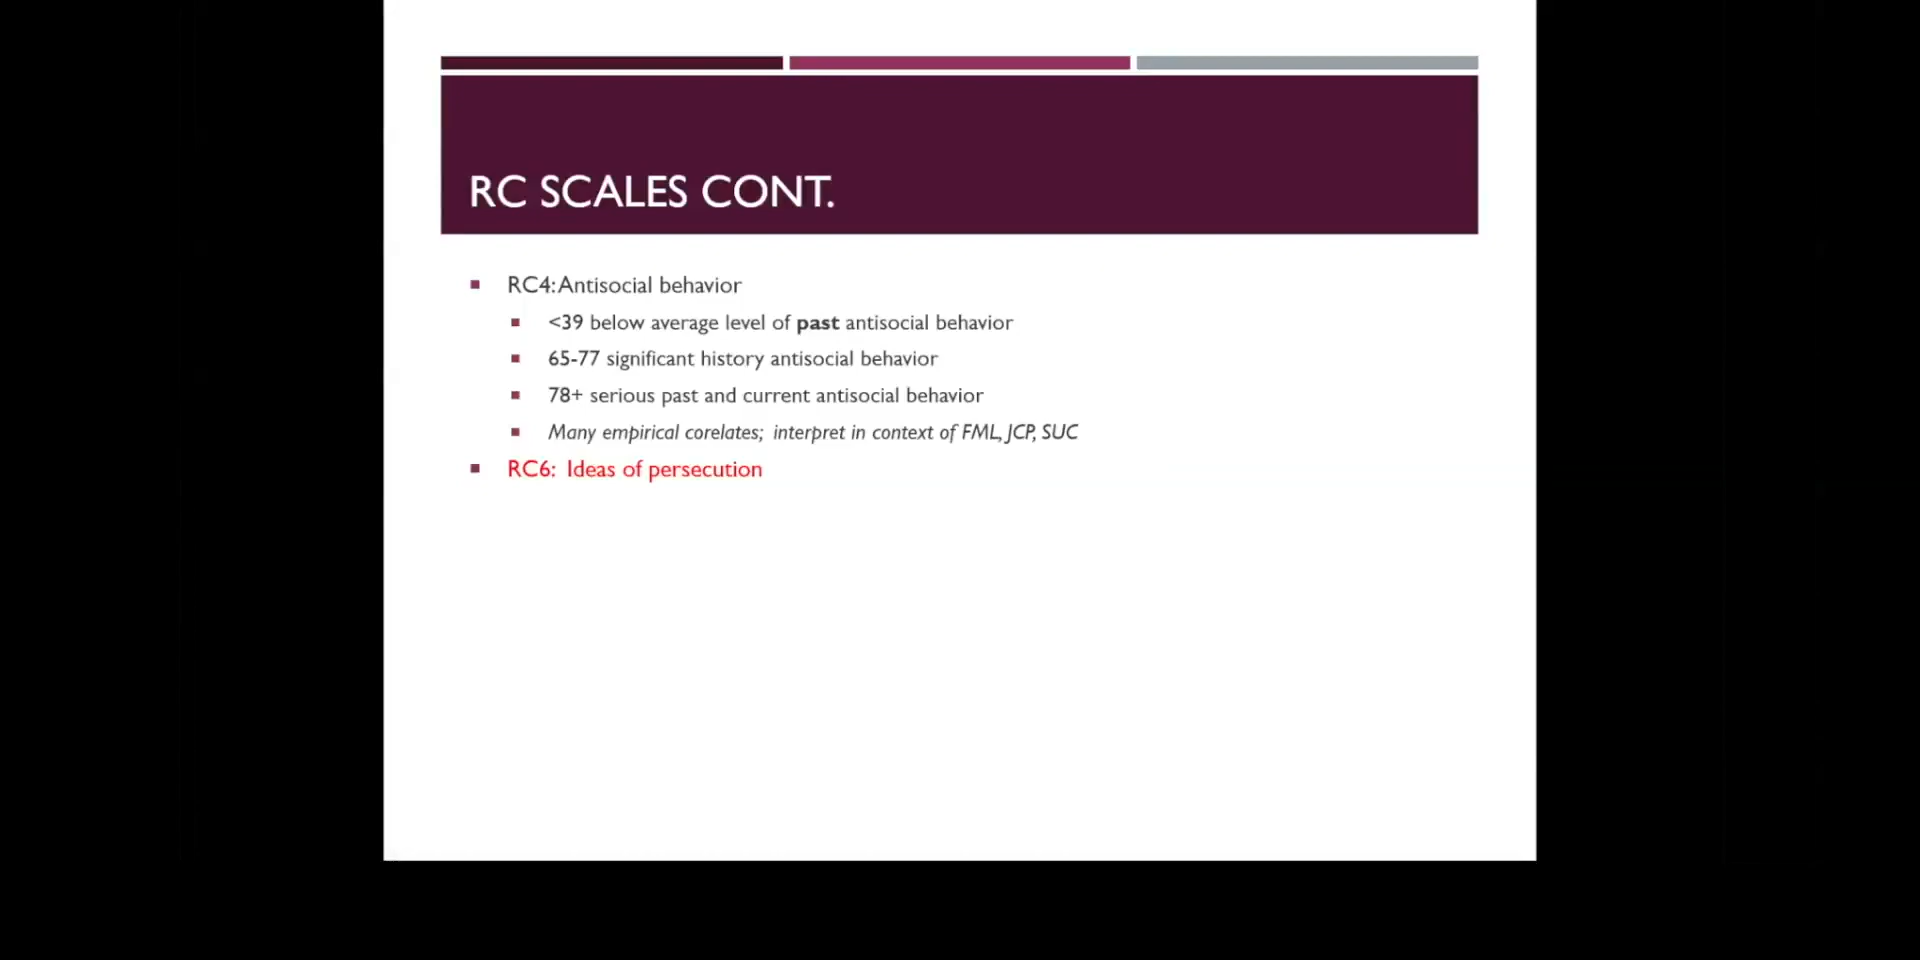 RC SCALES CONT.
RC4: Antisocial behavior
<39 below average level of past antisocial behavior
65-77 significant history antisocial behavior
78+ serious past and current antisocial behavior
Many empirical corelates; interpret in context of FML, JCP, SUC
RC6: Ideas of persecution